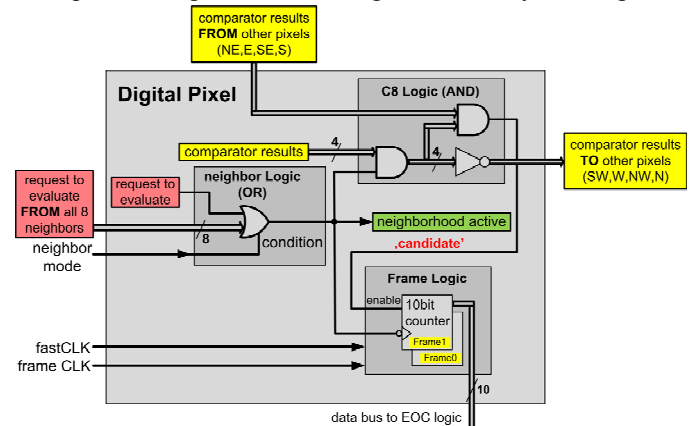 comparator results
FROM other pixels
(NE,E,SE,S)
Digital Pixel
C8 Logic (AND)
comparator results
4
4
comparator results
TO other pixels
(SW,W,NW,N)
request to
evaluate
FROM all 8
neighbors
request to
evaluate
neighbor Logic
(OR)
8
condition
neighborhood active
neighbor
mode
‚candidate’
Frame Logic
enable
10bit
counter
Frame1
Frame0
fastCLK
frame CLK
10
data bus to EOC logic